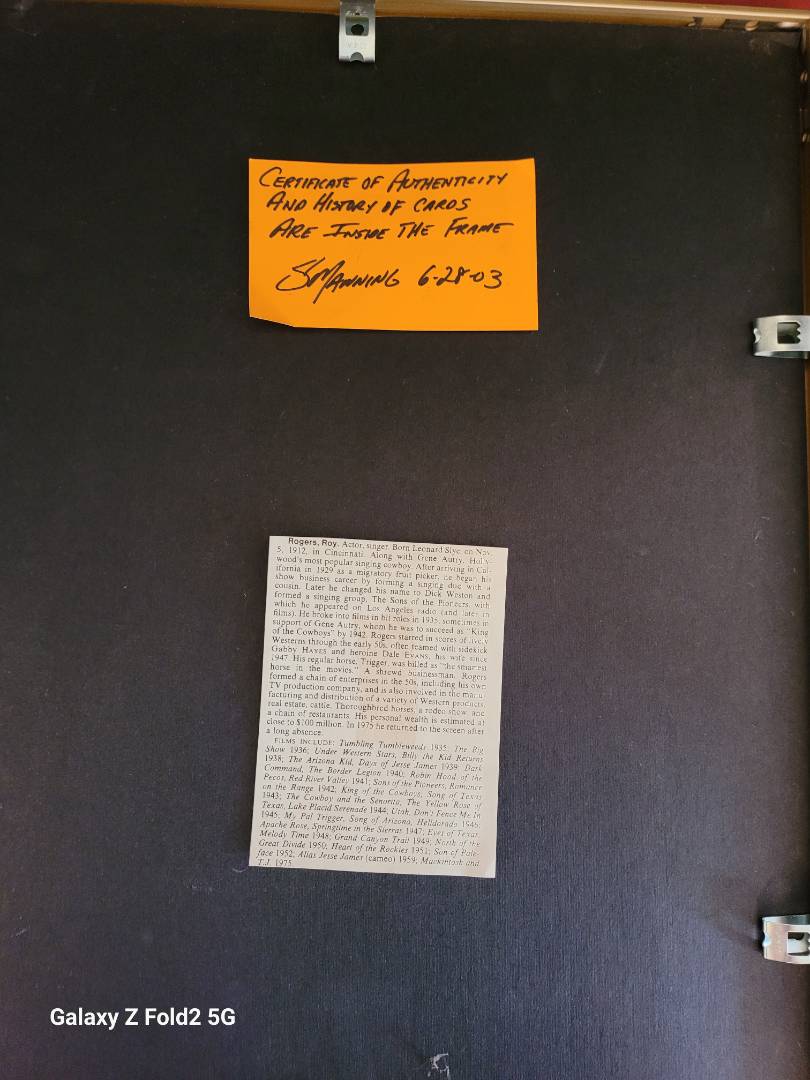 CERTIFICATE OF AUTHENTICITY
AND HISTORY OF CARDS
ARE INSIDE THE FRAME
SMANNING 6-28-03
Rogers, Roy. Actor, singer. Born Leonard Slye on Nov.
5, 1912, in Cincinnati. Along with Gene Autry, Holly-
wood's most popular singing cowboy. After arriving in Cal-
ifornia in 1929 as a migratory fruit picker, he began his
show business career by forming a singing duo with a
cousin. Later he changed his name to Dick Weston and
formed a singing group, The Sons of the Pioneers, with
which he appeared on Los Angeles radio (and later in
films). He broke into films in bit roles in 1935, sometimes in
support of Gene Autry, whom he was to succeed as "King
of the Cowboys" by 1942. Rogers starred in scores of lively
Westerns through the early 50s, often teamed with sidekick
Gabby HAYES and heroine Dale EVANS, his wife since
1947. His regular horse, Trigger, was billed as "the smartest
horse in the movies." A shrewd businessman, Rogers
formed a chain of enterprises in the 50s, including his own
TV production company, and is also involved in the manu-
facturing and distribution of a variety of Western products,
real estate, cattle, Thoroughbred horses, a rodeo show, and
a chain of restaurants. His personal wealth is estimated at
close to $100 million. In 1975 he returned to the screen after
a long absence.
FILMS INCLUDE: Tumbling Tumbleweeds 1935; The Big
Show 1936; Under Western Stars, Billy the Kid Returns
1938; The Arizona Kid, Days of Jesse James 1939; Dark
Command, The Border Legion 1940; Robin Hood of the
Pecos, Red River Valley 1941; Sons of the Pioneers, Romance
on the Range 1942; King of the Cowboys, Song of Texas
1943; The Cowboy and the Senorita, The Yellow Rose of
Texas, Lake Placid Serenade 1944; Utah, Don't Fence Me In
1945; My Pal Trigger, Song of Arizona, Helldorado 1946;
Apache Rose, Springtime in the Sierras 1947; Eyes of Texas,
Melody Time 1948; Grand Canyon Trail 1949; North of the
Great Divide 1950; Heart of the Rockies 1951; Son of Pale-
face 1952; Alias Jesse James (cameo) 1959; Mackintosh and
T.J. 1975.
Galaxy Z Fold2 5G